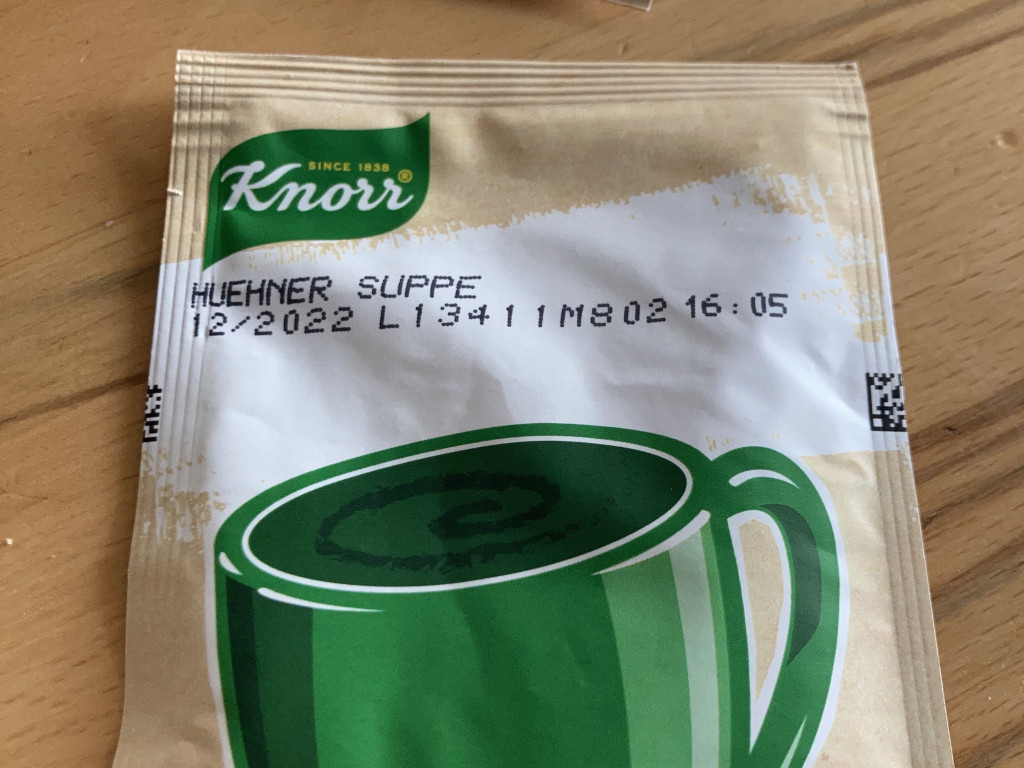 SINCE 1838
Knorr®
HUEHNER SUPPE
12/2022 L13411M802 16:05